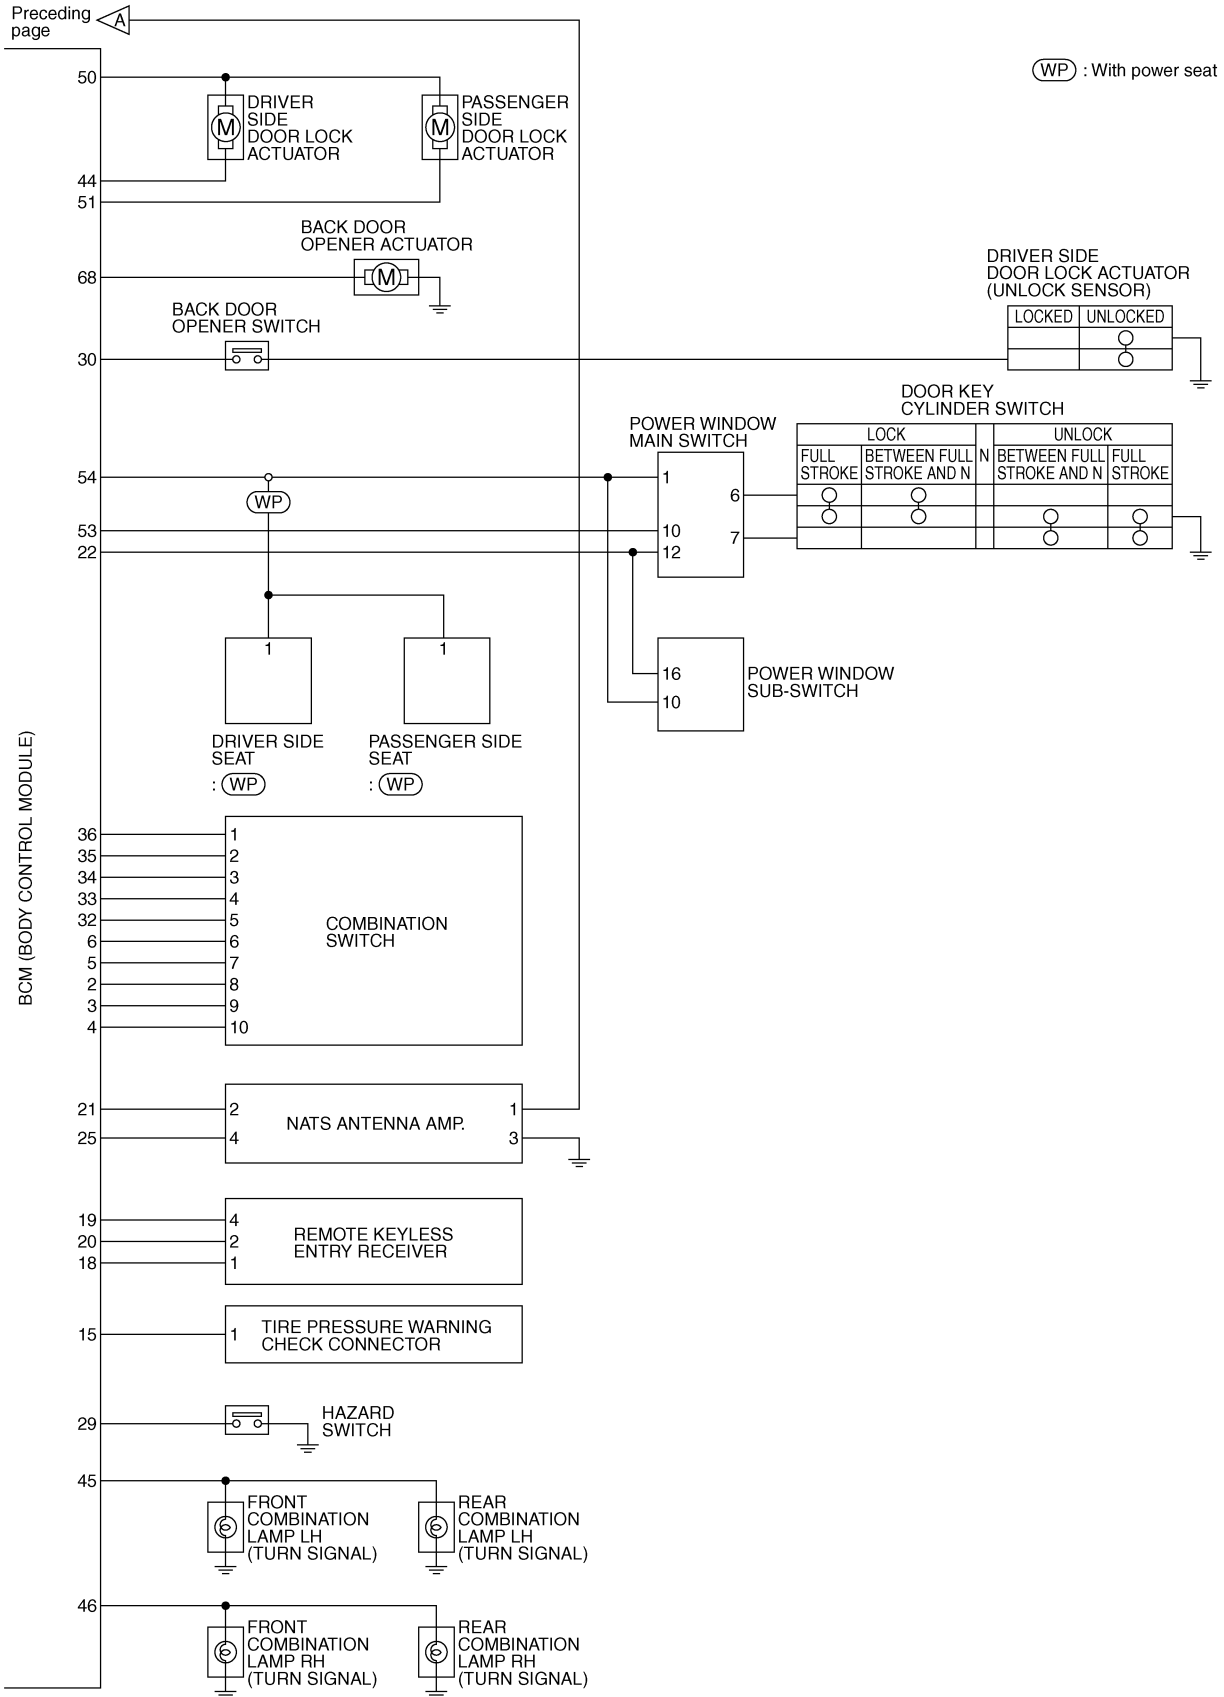 Preceding
page
A
WP : With power seat
50
DRIVER
SIDE
DOOR LOCK
ACTUATOR
M
PASSENGER
SIDE
DOOR LOCK
ACTUATOR
M
44
51
BACK DOOR
OPENER ACTUATOR
68
M
BACK DOOR
OPENER SWITCH
30
DRIVER SIDE
DOOR LOCK ACTUATOR
(UNLOCK SENSOR)
LOCKED UNLOCKED
DOOR KEY
CYLINDER SWITCH
LOCK N UNLOCK
FULL
STROKE
BETWEEN FULL
STROKE AND N
BETWEEN FULL
STROKE AND N
FULL
STROKE
POWER WINDOW
MAIN SWITCH
54
1
WP
6
53
10
7
22
12
1
1
16
10
POWER WINDOW
SUB-SWITCH
DRIVER SIDE
SEAT
: WP
PASSENGER SIDE
SEAT
: WP
BCM (BODY CONTROL MODULE)
36 1
35 2
34 3
33 4
32 5
6 6
5 7
2 8
3 9
4 10
COMBINATION
SWITCH
21 2
25 4
NATS ANTENNA AMP.
1
3
19 4
20 2
18 1
REMOTE KEYLESS
ENTRY RECEIVER
15 1
TIRE PRESSURE WARNING
CHECK CONNECTOR
29
HAZARD
SWITCH
45
FRONT
COMBINATION
LAMP LH
(TURN SIGNAL)
REAR
COMBINATION
LAMP LH
(TURN SIGNAL)
46
FRONT
COMBINATION
LAMP RH
(TURN SIGNAL)
REAR
COMBINATION
LAMP RH
(TURN SIGNAL)